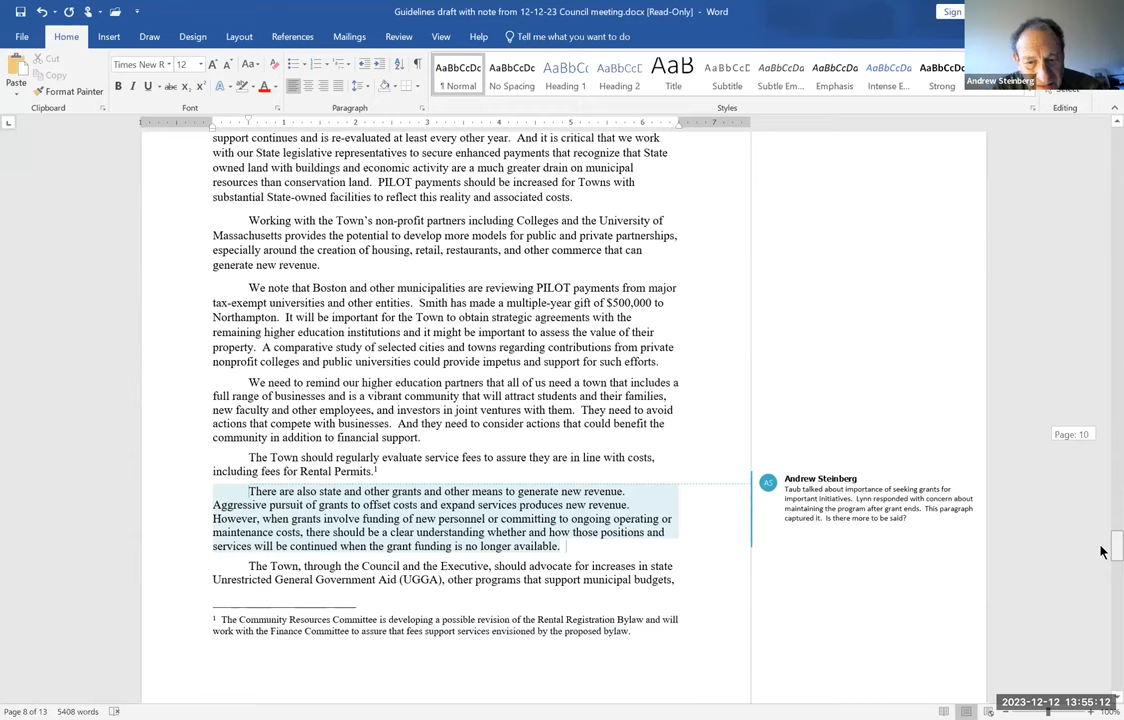 Guidelines draft with note from 12-12-23 Council meeting.docx [Read-Only] - Word
Sign
File Home Insert Draw Design Layout References Mailings Review View Help Tell me what you want to do
Andrew Steinberg
Paste
Cut
Copy
Format Painter
Clipboard
Times New R 12
Font
Paragraph
AaBbCcDc AaBbCcDc AaBbC AaBbCc AaB AaBbCcD AaBbCcDa AaBbCcDa AaBbCcDa AaBbCcDc
¶ Normal No Spacing Heading 1 Heading 2 Title Subtitle Subtle Em... Emphasis Intense E... Strong
Styles
Editing
1 1 2 3 4 5 6 7
support continues and is re-evaluated at least every other year. And it is critical that we work
with our State legislative representatives to secure enhanced payments that recognize that State
owned land with buildings and economic activity are a much greater drain on municipal
resources than conservation land. PILOT payments should be increased for Towns with
substantial State-owned facilities to reflect this reality and associated costs.
Working with the Town's non-profit partners including Colleges and the University of
Massachusetts provides the potential to develop more models for public and private partnerships,
especially around the creation of housing, retail, restaurants, and other commerce that can
generate new revenue.
We note that Boston and other municipalities are reviewing PILOT payments from major
tax-exempt universities and other entities. Smith has made a multiple-year gift of $500,000 to
Northampton. It will be important for the Town to obtain strategic agreements with the
remaining higher education institutions and it might be important to assess the value of their
property. A comparative study of selected cities and towns regarding contributions from private
nonprofit colleges and public universities could provide impetus and support for such efforts.
We need to remind our higher education partners that all of us need a town that includes a
full range of businesses and is a vibrant community that will attract students and their families,
new faculty and other employees, and investors in joint ventures with them. They need to avoid
actions that compete with businesses. And they need to consider actions that could benefit the
community in addition to financial support.
Page: 10
The Town should regularly evaluate service fees to assure they are in line with costs,
including fees for Rental Permits.¹
There are also state and other grants and other means to generate new revenue.
Aggressive pursuit of grants to offset costs and expand services produces new revenue.
However, when grants involve funding of new personnel or committing to ongoing operating or
maintenance costs, there should be a clear understanding whether and how those positions and
services will be continued when the grant funding is no longer available.
AS
Andrew Steinberg
Taub talked about importance of seeking grants for
important initiatives. Lynn responded with concern about
maintaining the program after grant ends. This paragraph
captured it. Is there more to be said?
The Town, through the Council and the Executive, should advocate for increases in state
Unrestricted General Government Aid (UGGA), other programs that support municipal budgets,
¹ The Community Resources Committee is developing a possible revision of the Rental Registration Bylaw and will
work with the Finance Committee to assure that fees support services envisioned by the proposed bylaw.
2023-12-12 13:55:12
Page 8 of 13 5408 words
100%